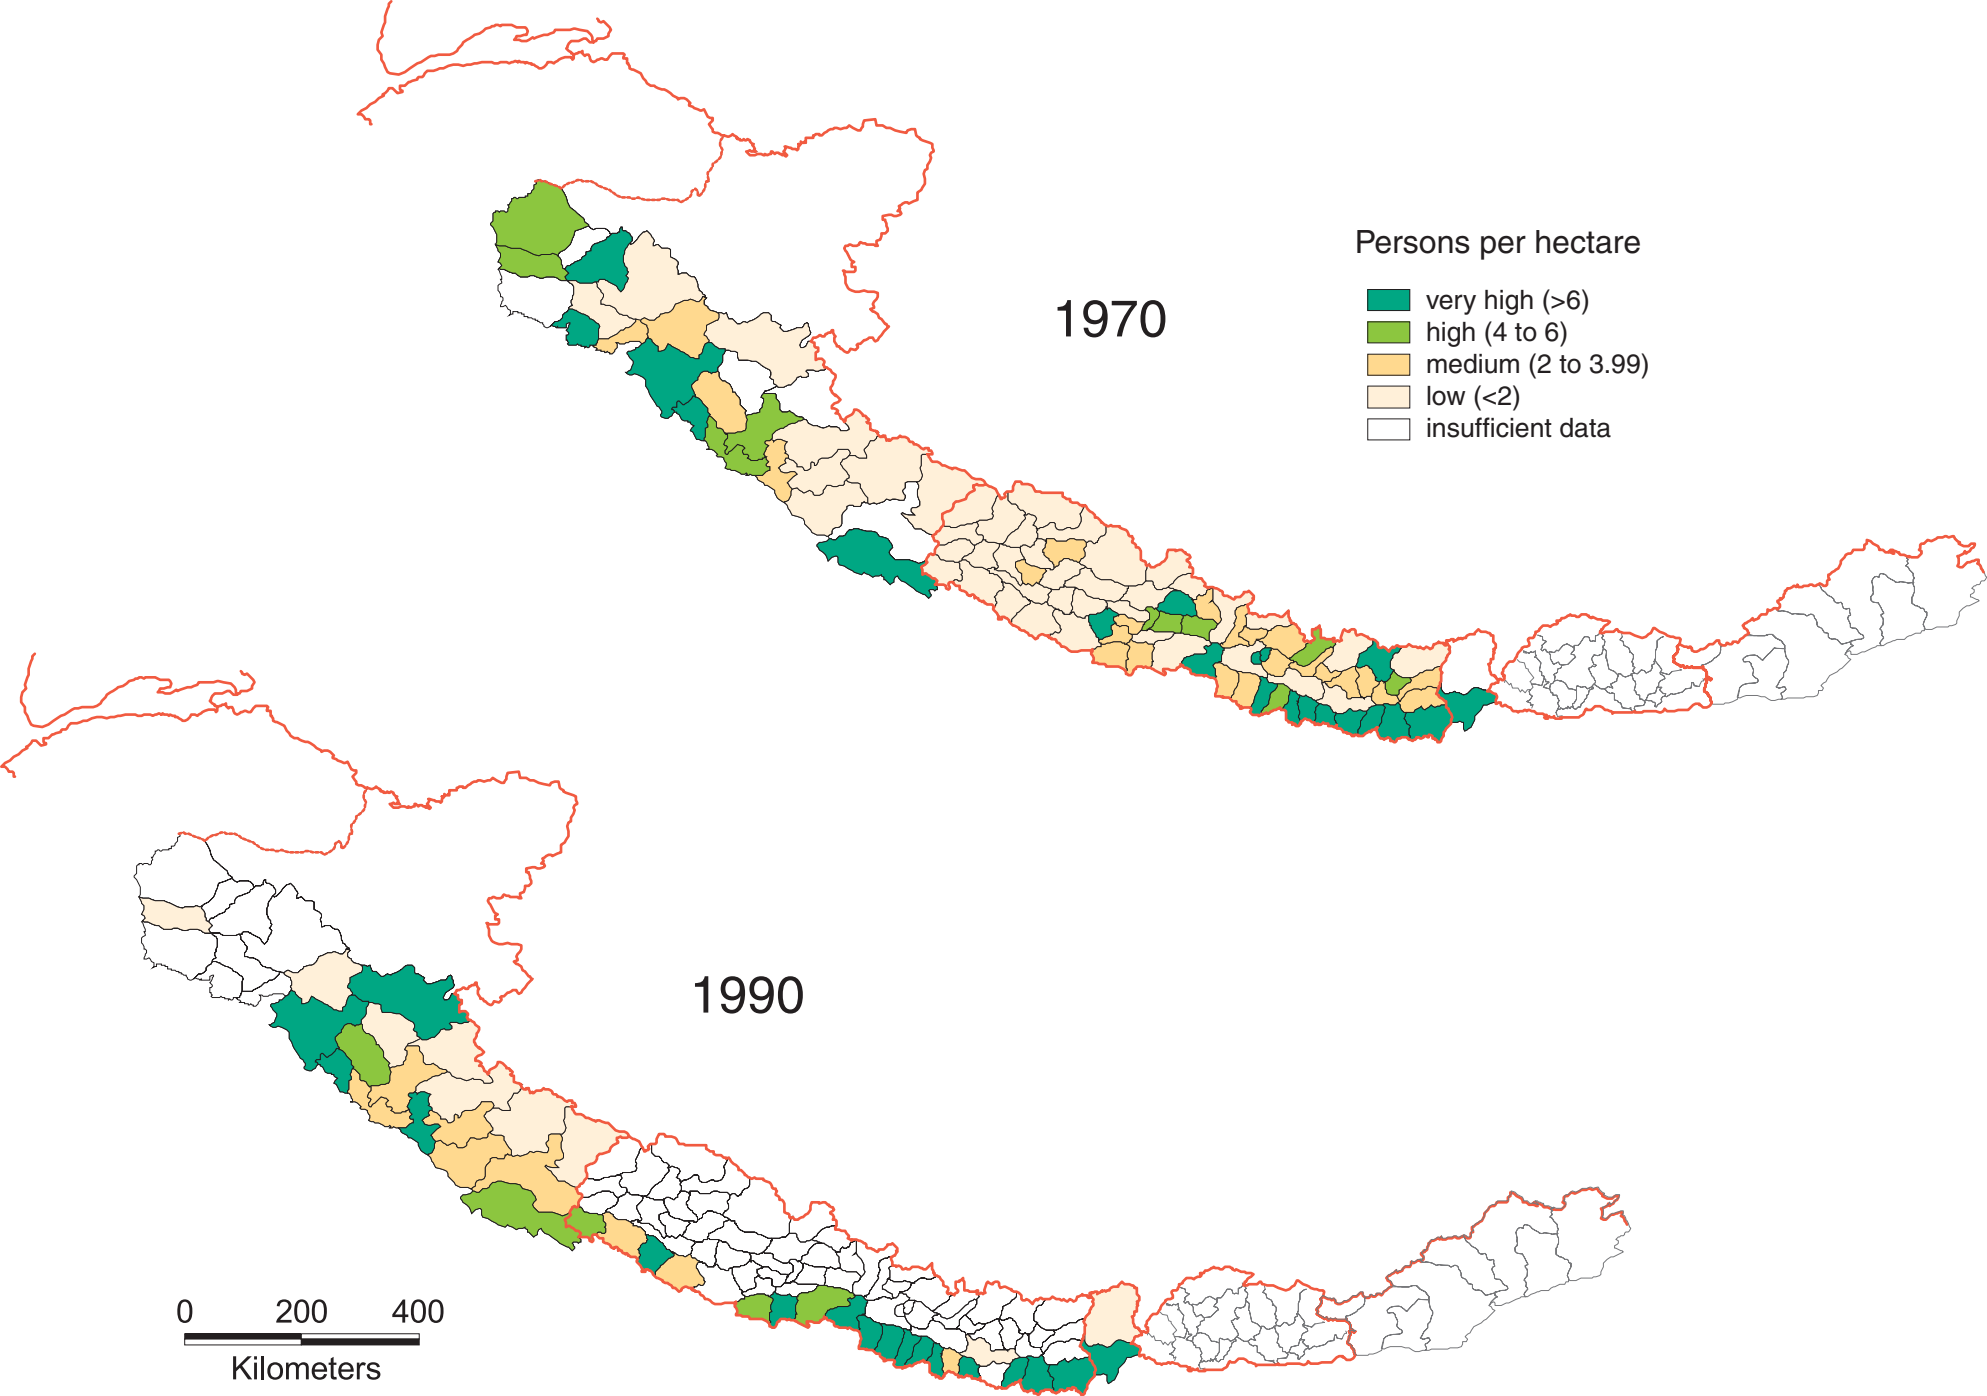 Persons per hectare
very high (>6)
high (4 to 6)
medium (2 to 3.99)
low (<2)
insufficient data
1970
1990
0 200 400
Kilometers